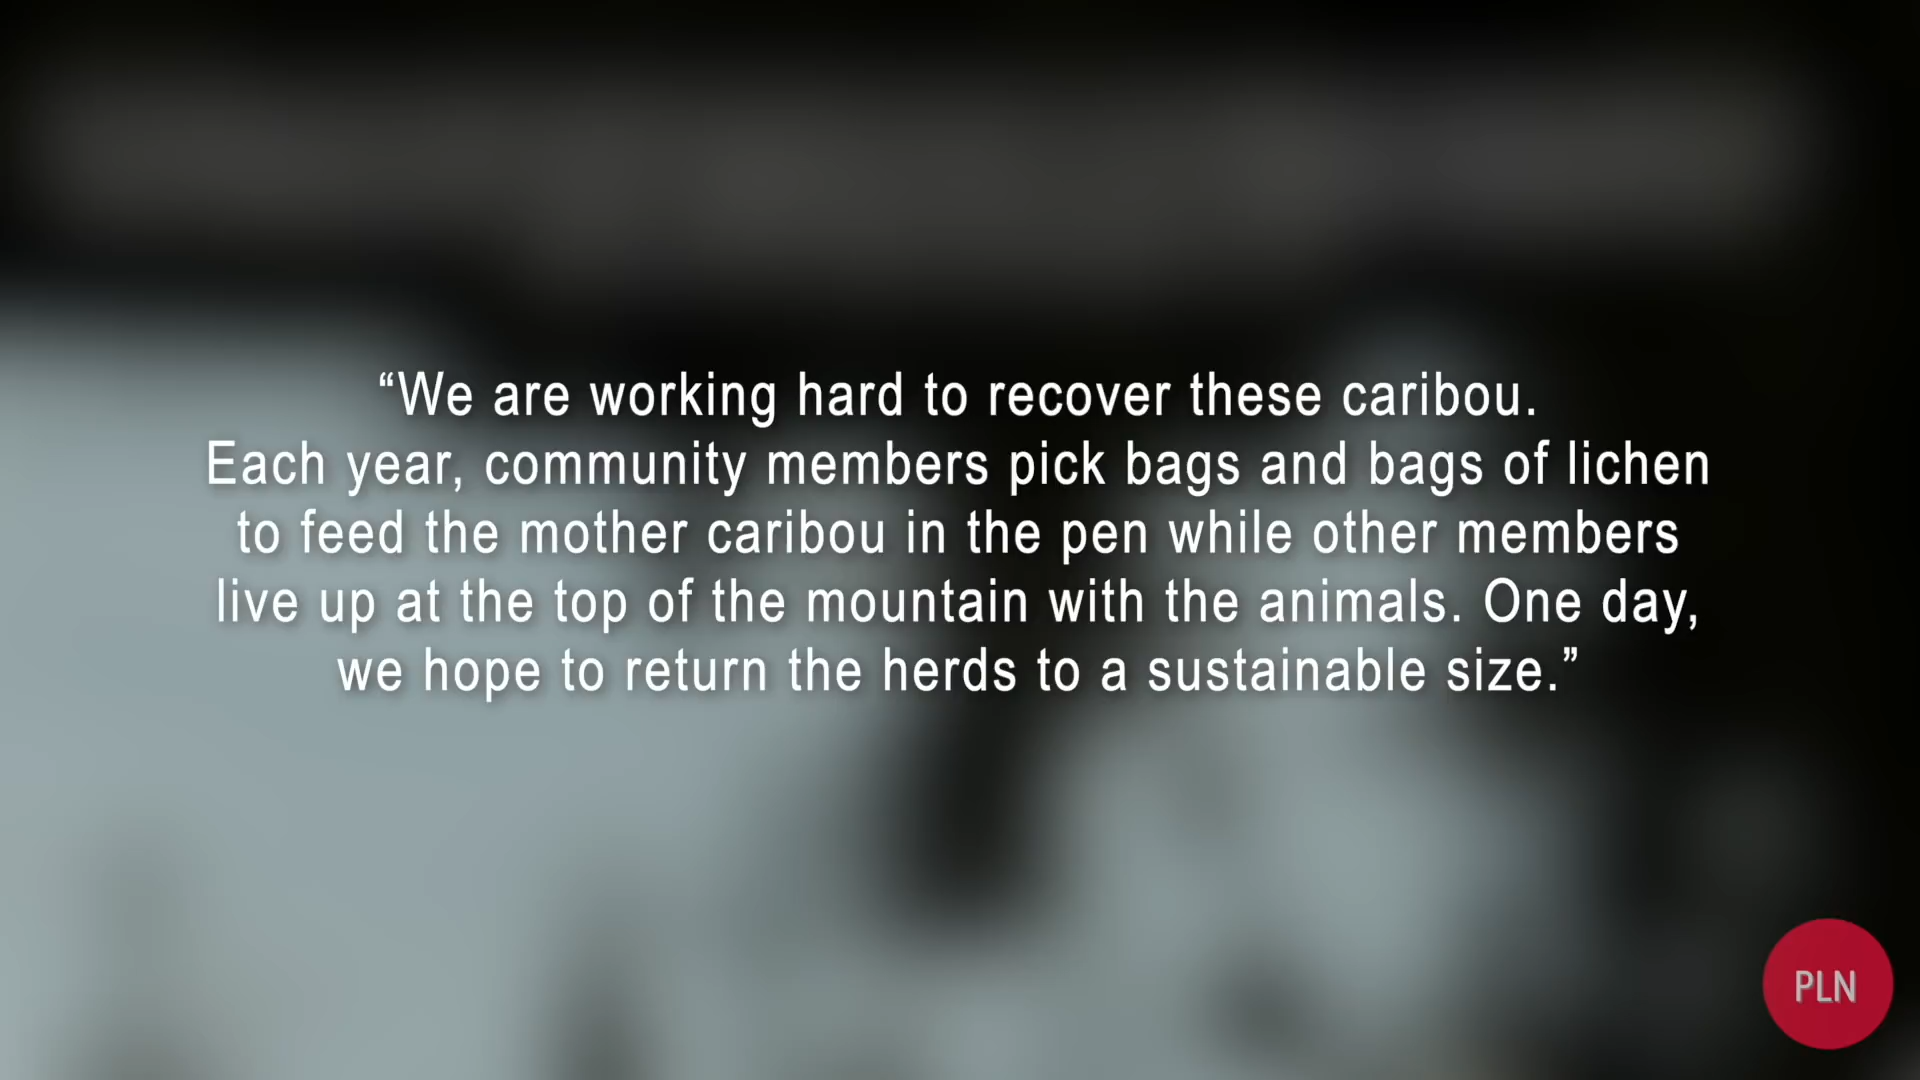 “We are working hard to recover these caribou.
Each year, community members pick bags and bags of lichen
to feed the mother caribou in the pen while other members
live up at the top of the mountain with the animals. One day,
we hope to return the herds to a sustainable size.”
PLN